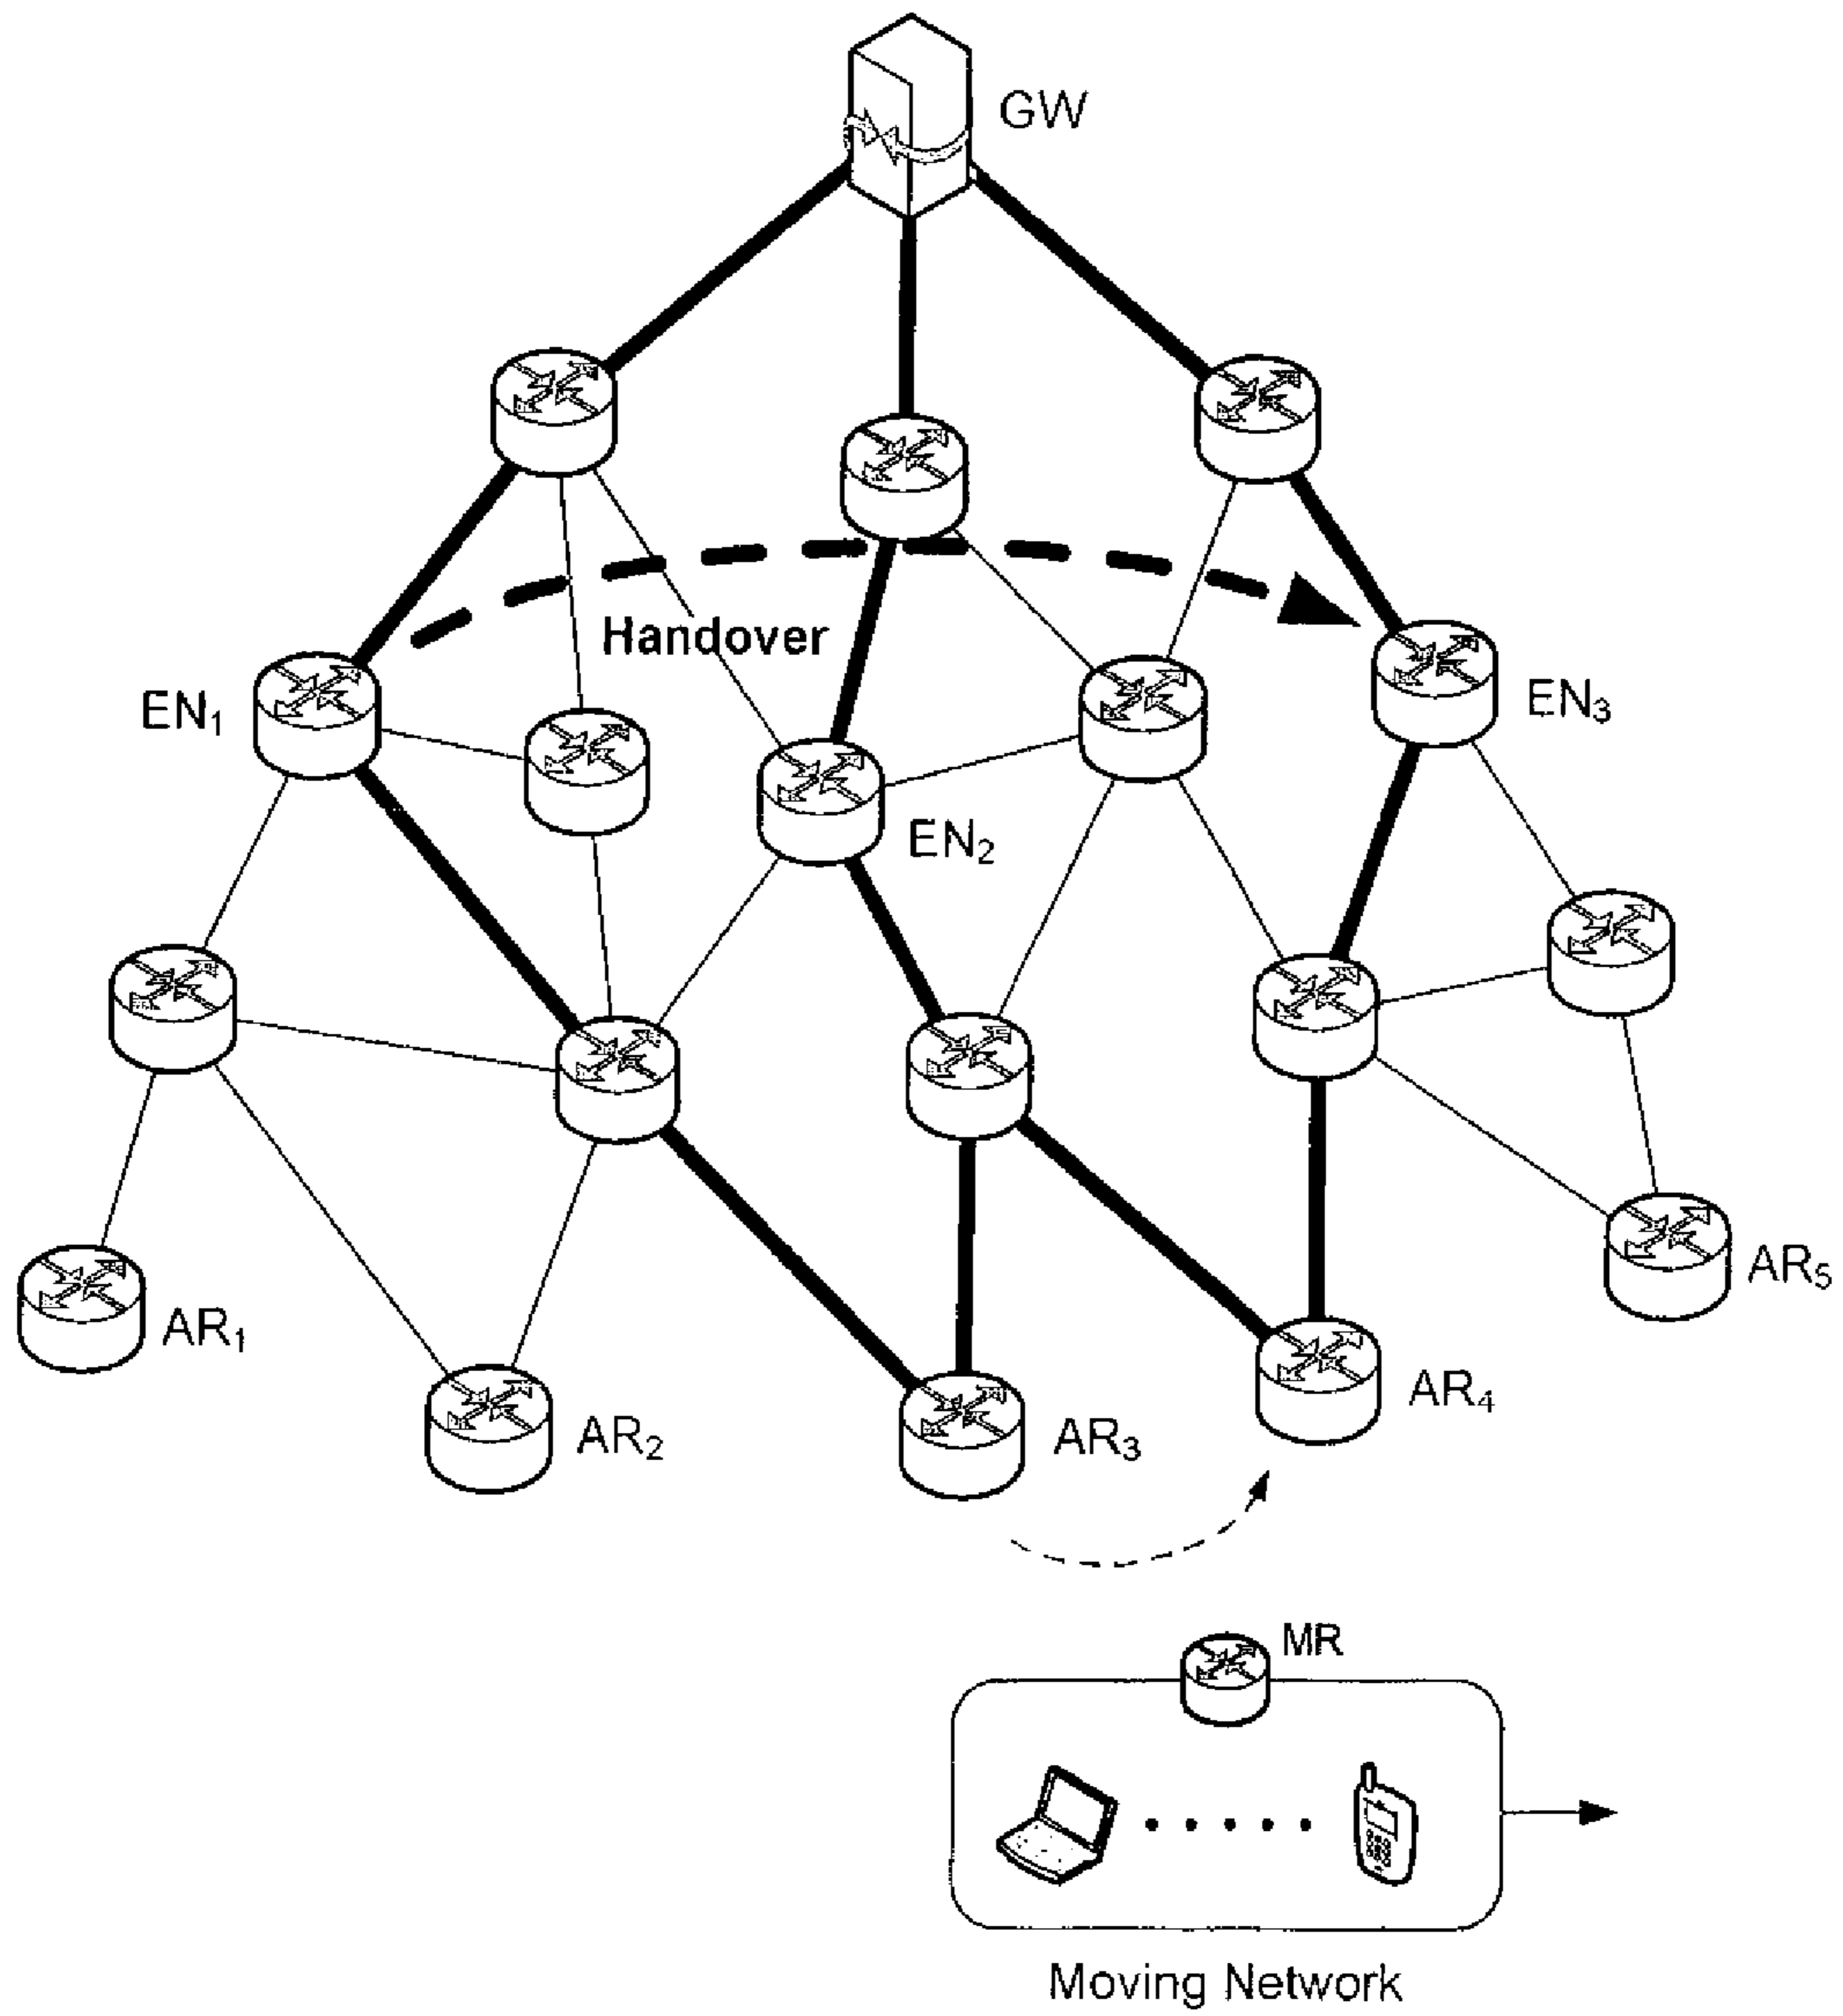 GW
Handover
EN₁
EN₃
EN₂
AR₅
AR₁
AR₄
AR₂
AR₃
MR
Moving Network